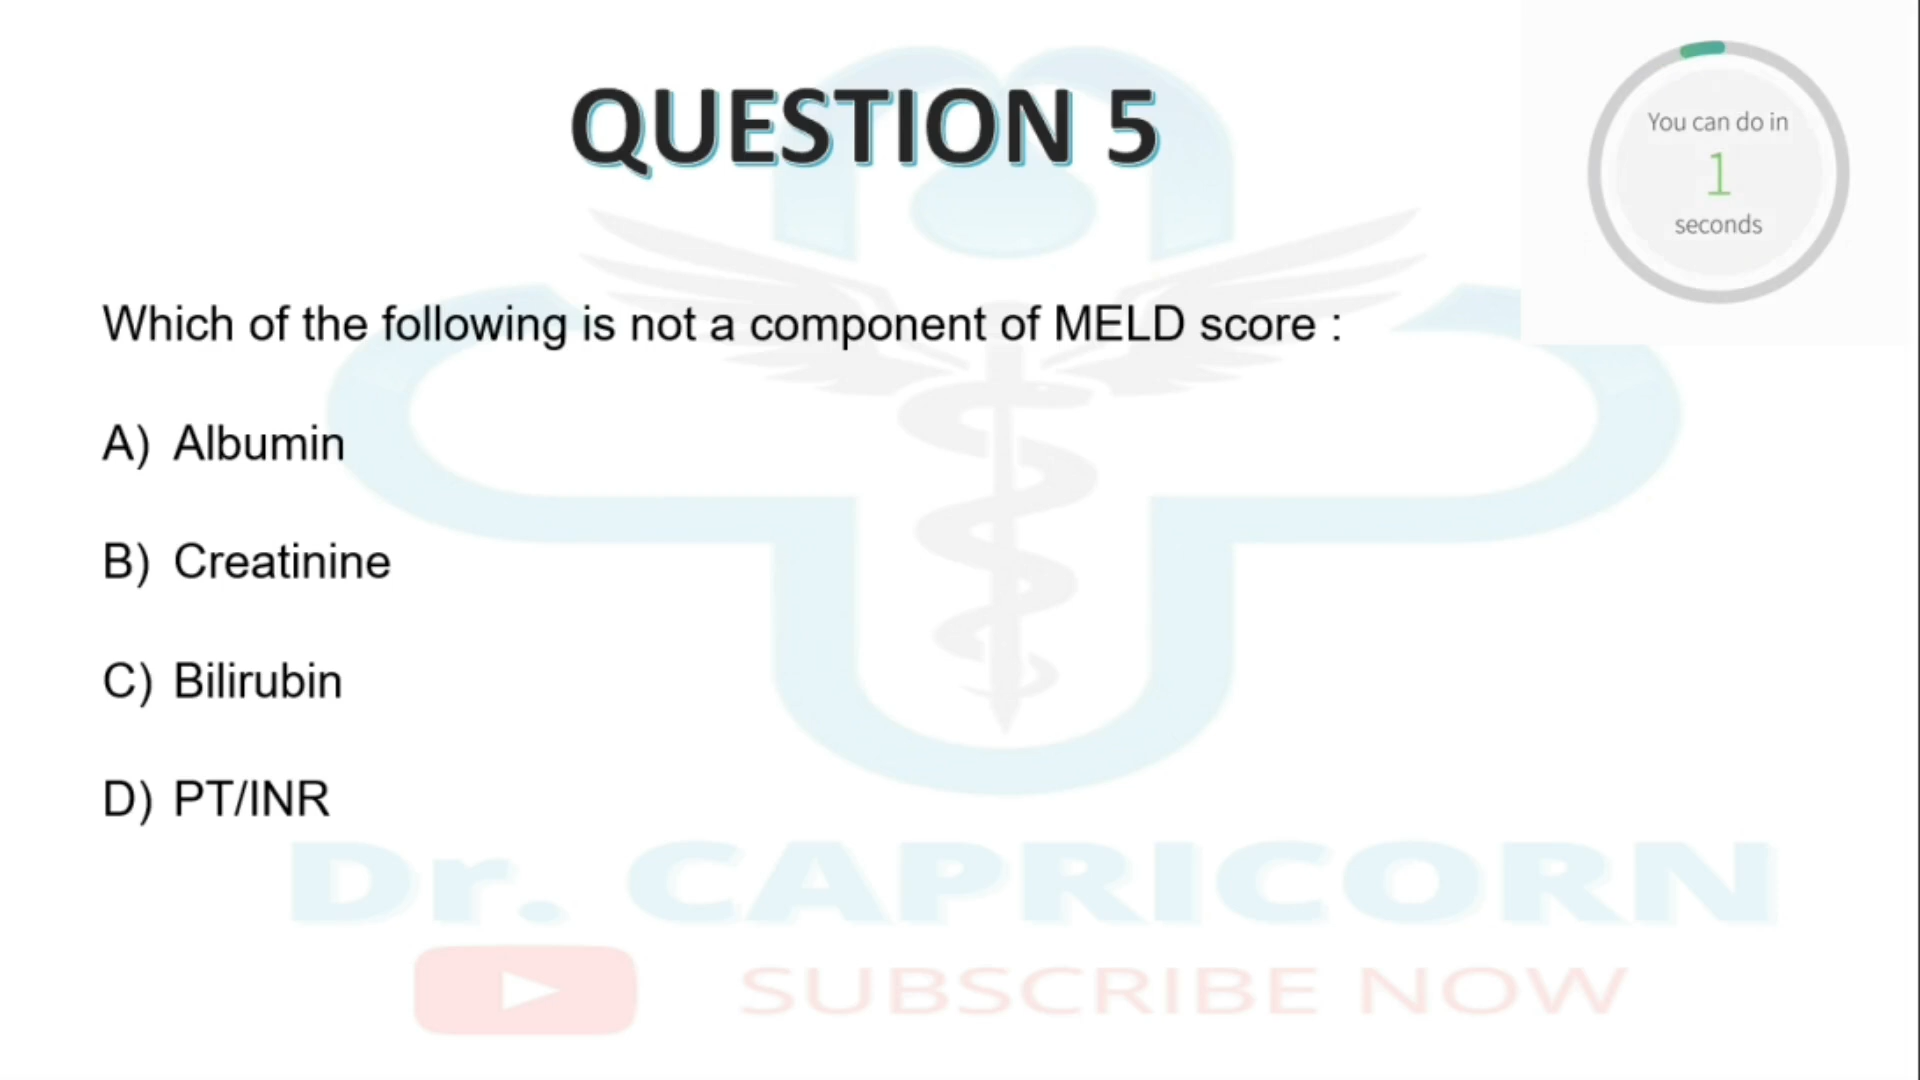 QUESTION 5
You can do in
1
seconds
Which of the following is not a component of MELD score :
A) Albumin
B) Creatinine
C) Bilirubin
D) PT/INR
Dr. CAPRICORN
SUBSCRIBE NOW